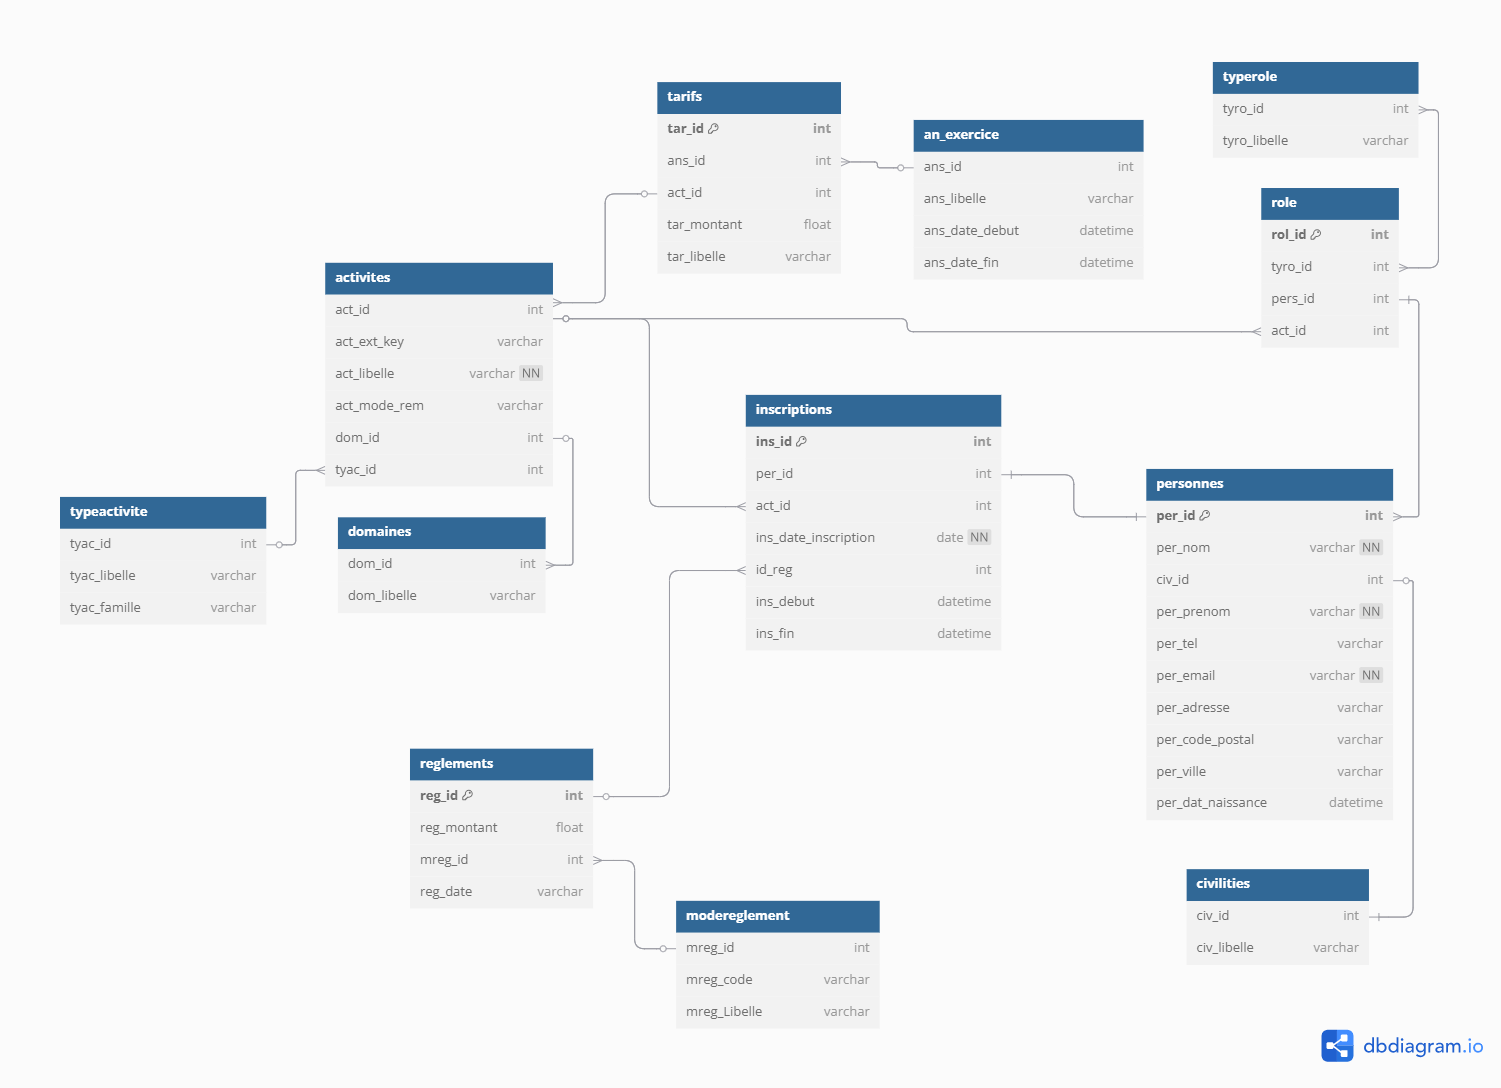 typerole
tyro_id int
tyro_libelle varchar
tarifs
tar_id int
ans_id int
act_id int
tar_montant float
tar_libelle varchar
an_exercice
ans_id int
ans_libelle varchar
ans_date_debut datetime
ans_date_fin datetime
role
rol_id int
tyro_id int
pers_id int
act_id int
activites
act_id int
act_ext_key varchar
act_libelle varchar NN
act_mode_rem varchar
dom_id int
tyac_id int
inscriptions
ins_id int
per_id int
act_id int
ins_date_inscription date NN
id_reg int
ins_debut datetime
ins_fin datetime
personnes
per_id int
per_nom varchar NN
civ_id int
per_prenom varchar NN
per_tel varchar
per_email varchar NN
per_adresse varchar
per_code_postal varchar
per_ville varchar
per_dat_naissance datetime
typeactivite
tyac_id int
tyac_libelle varchar
tyac_famille varchar
domaines
dom_id int
dom_libelle varchar
reglements
reg_id int
reg_montant float
mreg_id int
reg_date varchar
modereglement
mreg_id int
mreg_code varchar
mreg_Libelle varchar
civilities
civ_id int
civ_libelle varchar
dbdiagram.io